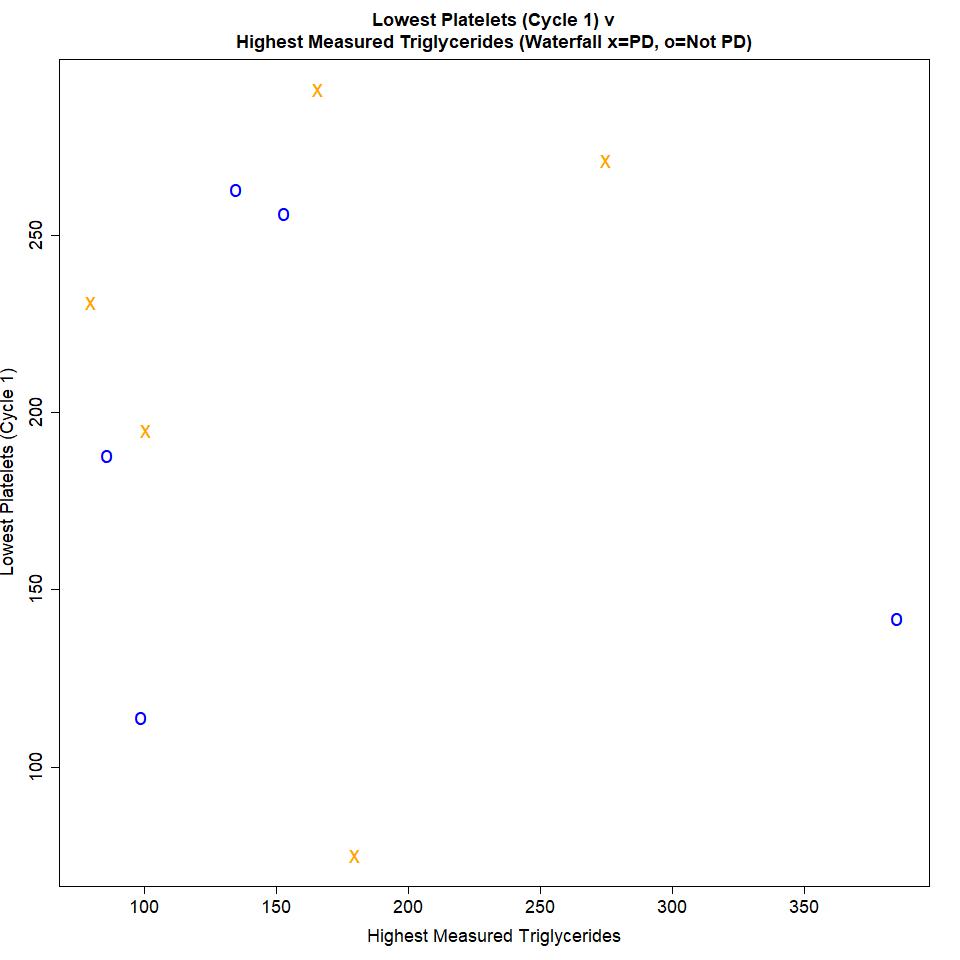 Lowest Platelets (Cycle 1) v
Highest Measured Triglycerides (Waterfall x=PD, o=Not PD)
X
X
O
O
X
X
O
O
O
X
Lowest Platelets (Cycle 1)
250
200
150
100
100 150 200 250 300 350
Highest Measured Triglycerides